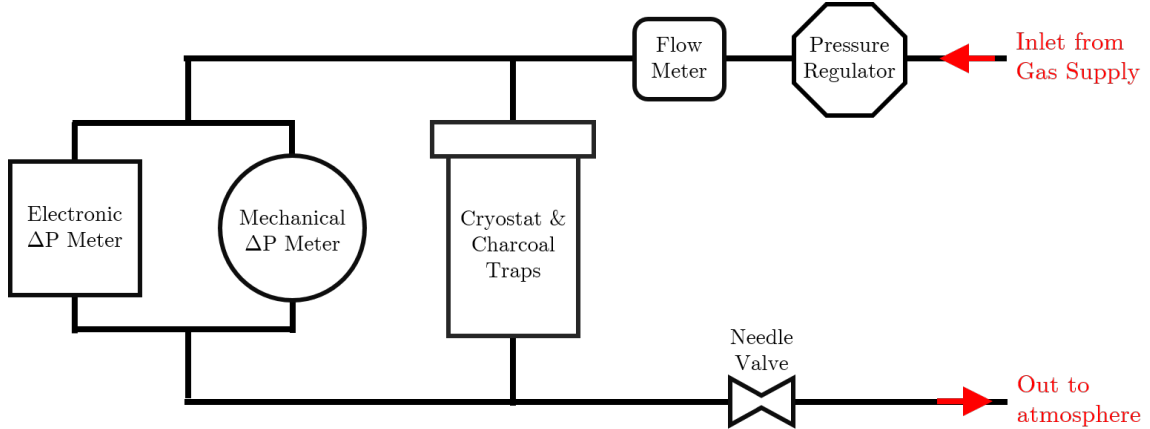 Flow
Meter
Pressure
Regulator
Inlet from
Gas Supply
Electronic
ΔP Meter
Mechanical
ΔP Meter
Cryostat &
Charcoal
Traps
Needle
Valve
Out to
atmosphere